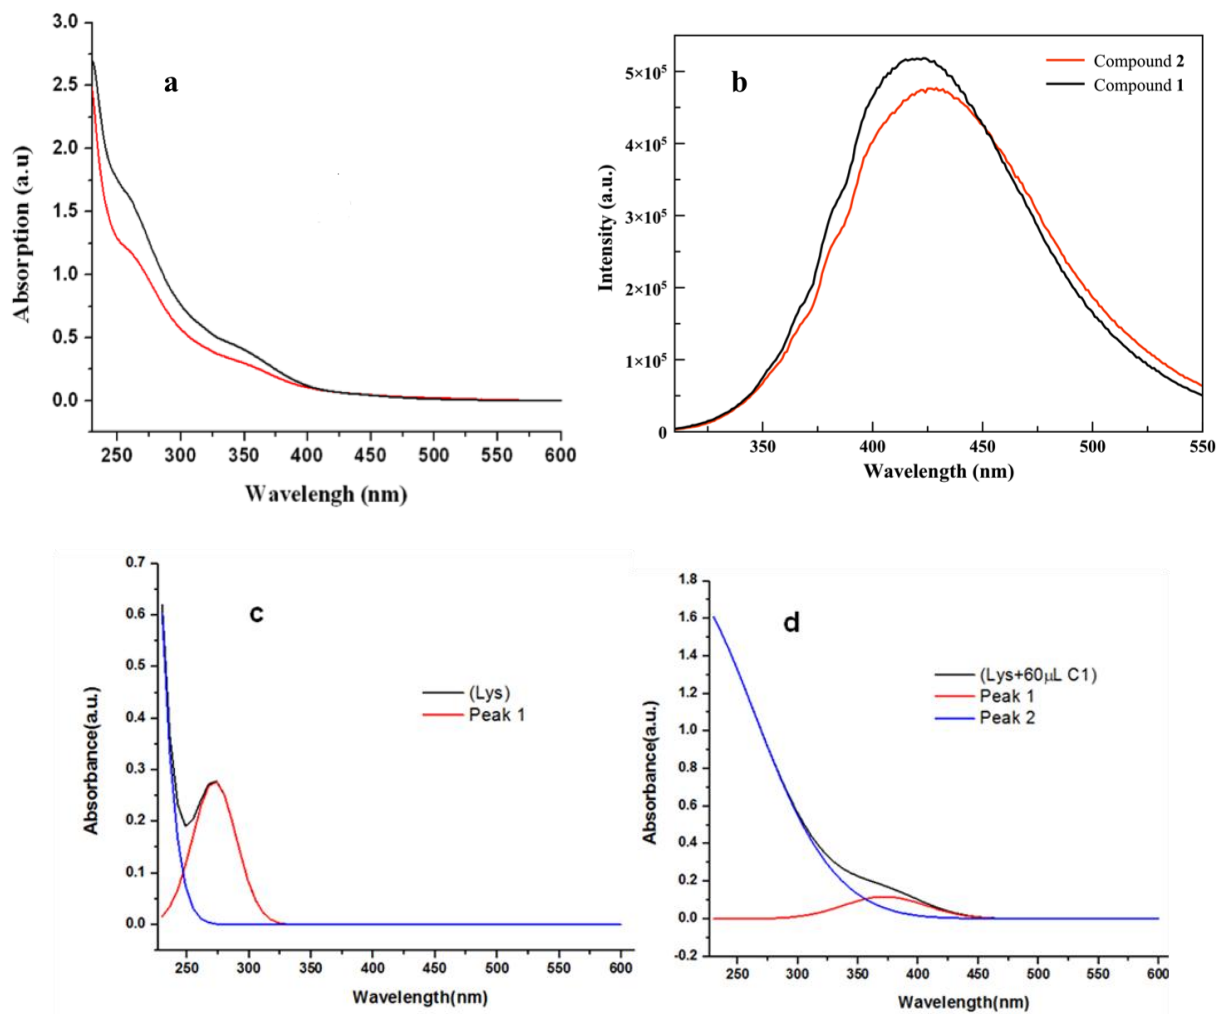 a
3.0
2.5
2.0
1.5
1.0
0.5
0.0
Absorption (a.u)
250 300 350 400 450 500 550 600
Wavelengh (nm)
b
Compound 2
Compound 1
5×10⁵
4×10⁵
3×10⁵
2×10⁵
1×10⁵
0
Intensity (a.u.)
350 400 450 500 550
Wavelength (nm)
c
0.7
0.6
0.5
0.4
0.3
0.2
0.1
0.0
Absorbance(a.u.)
(Lys)
Peak 1
250 300 350 400 450 500 550 600
Wavelength(nm)
d
1.8
1.6
1.4
1.2
1.0
0.8
0.6
0.4
0.2
0.0
-0.2
Absorbance(a.u.)
(Lys+60μL C1)
Peak 1
Peak 2
250 300 350 400 450 500 550 600
Wavelength(nm)